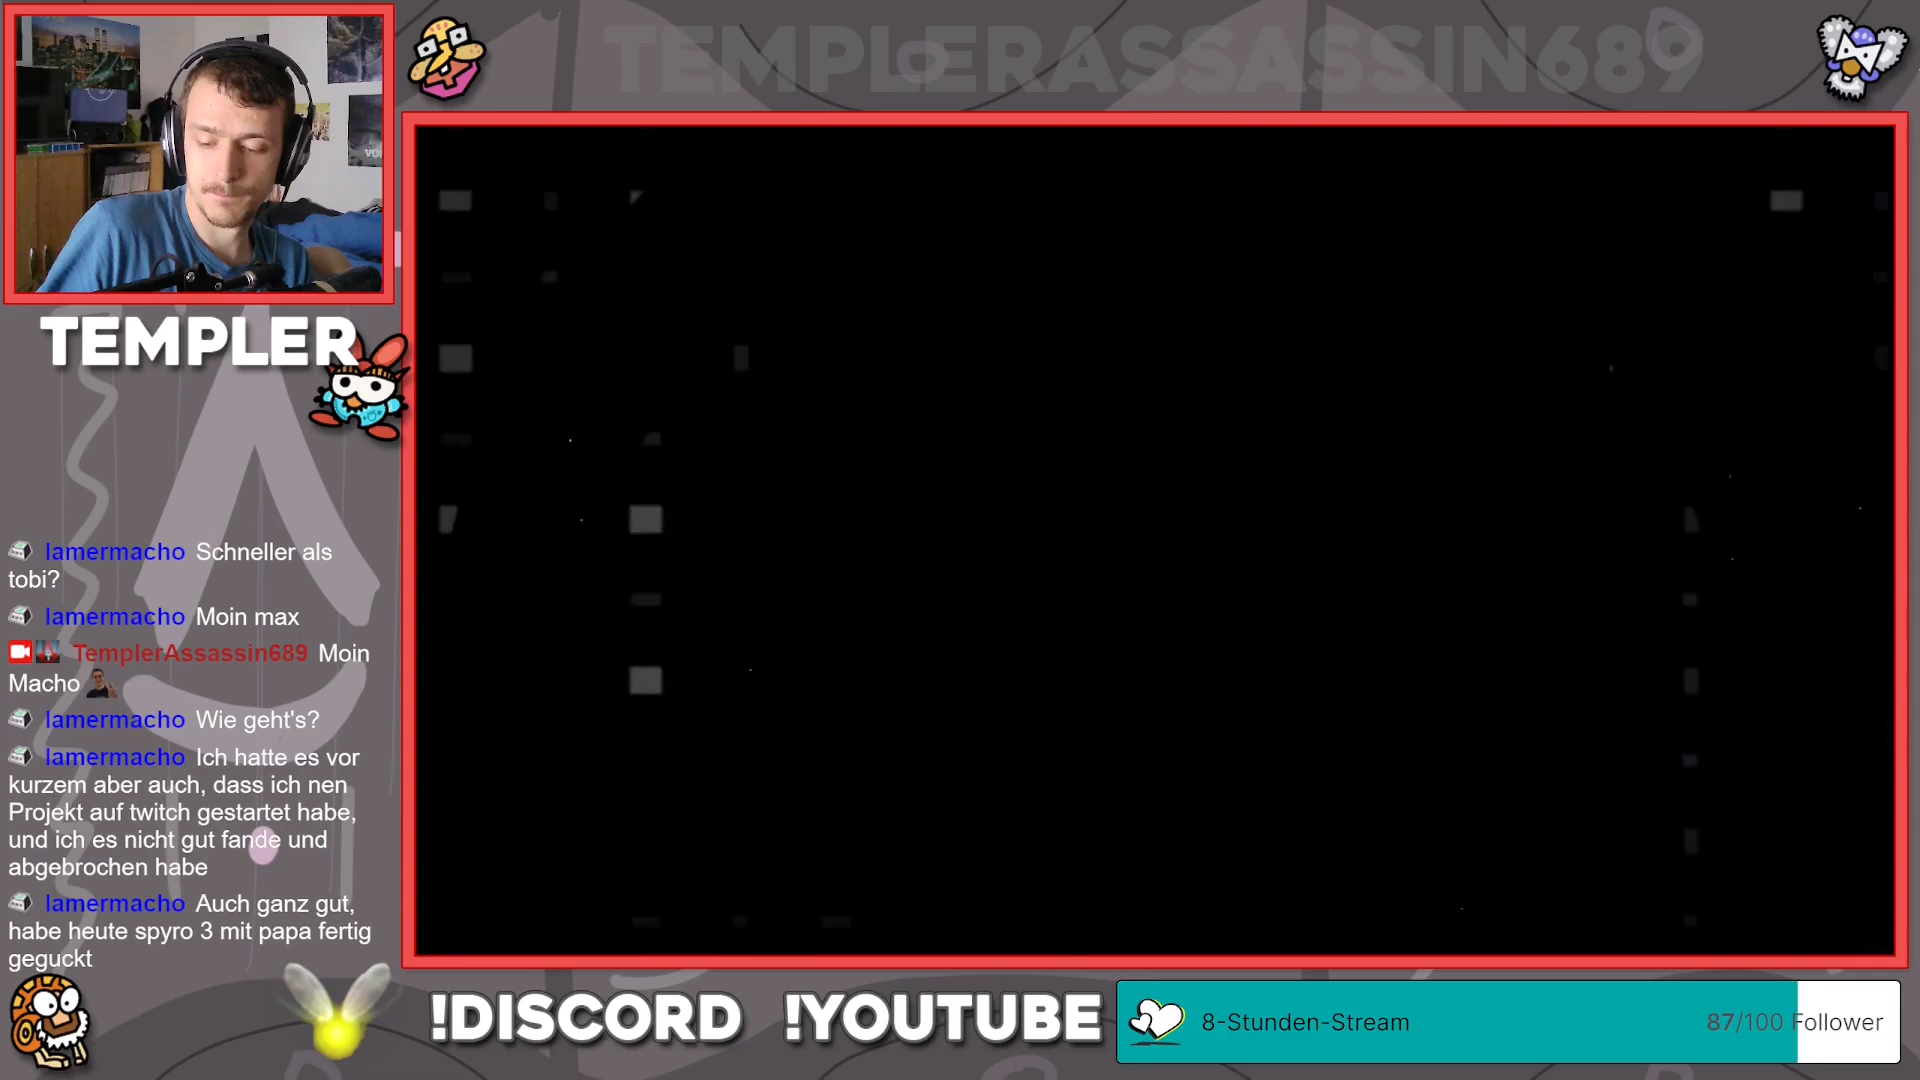 TEMPLERASSASSIN689
TEMPLER
lamermacho Schneller als
tobi?
lamermacho Moin max
TemplerAssassin689 Moin
Macho
lamermacho Wie geht's?
lamermacho Ich hatte es vor
kurzem aber auch, dass ich nen
Projekt auf twitch gestartet habe,
und ich es nicht gut fande und
abgebrochen habe
lamermacho Auch ganz gut,
habe heute spyro 3 mit papa fertig
geguckt
!DISCORD !YOUTUBE
8-Stunden-Stream 87/100 Follower